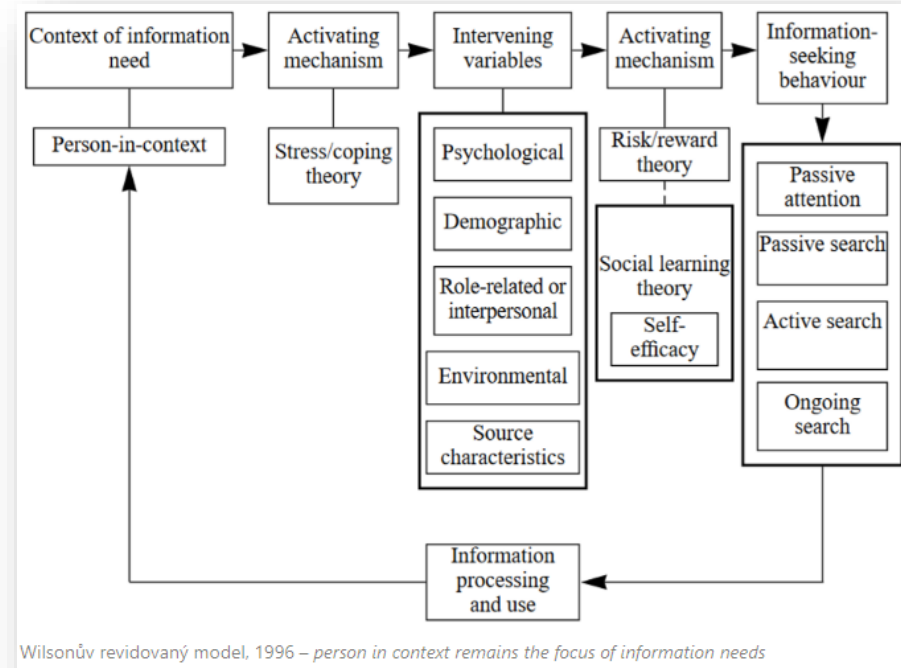 Context of information
need
Activating
mechanism
Intervening
variables
Activating
mechanism
Information-
seeking
behaviour
Person-in-context
Stress/coping
theory
Psychological
Demographic
Role-related or
interpersonal
Environmental
Source
characteristics
Risk/reward
theory
Social learning
theory
Self-
efficacy
Passive
attention
Passive search
Active search
Ongoing
search
Information
processing
and use
Wilsonův revidovaný model, 1996 – person in context remains the focus of information needs